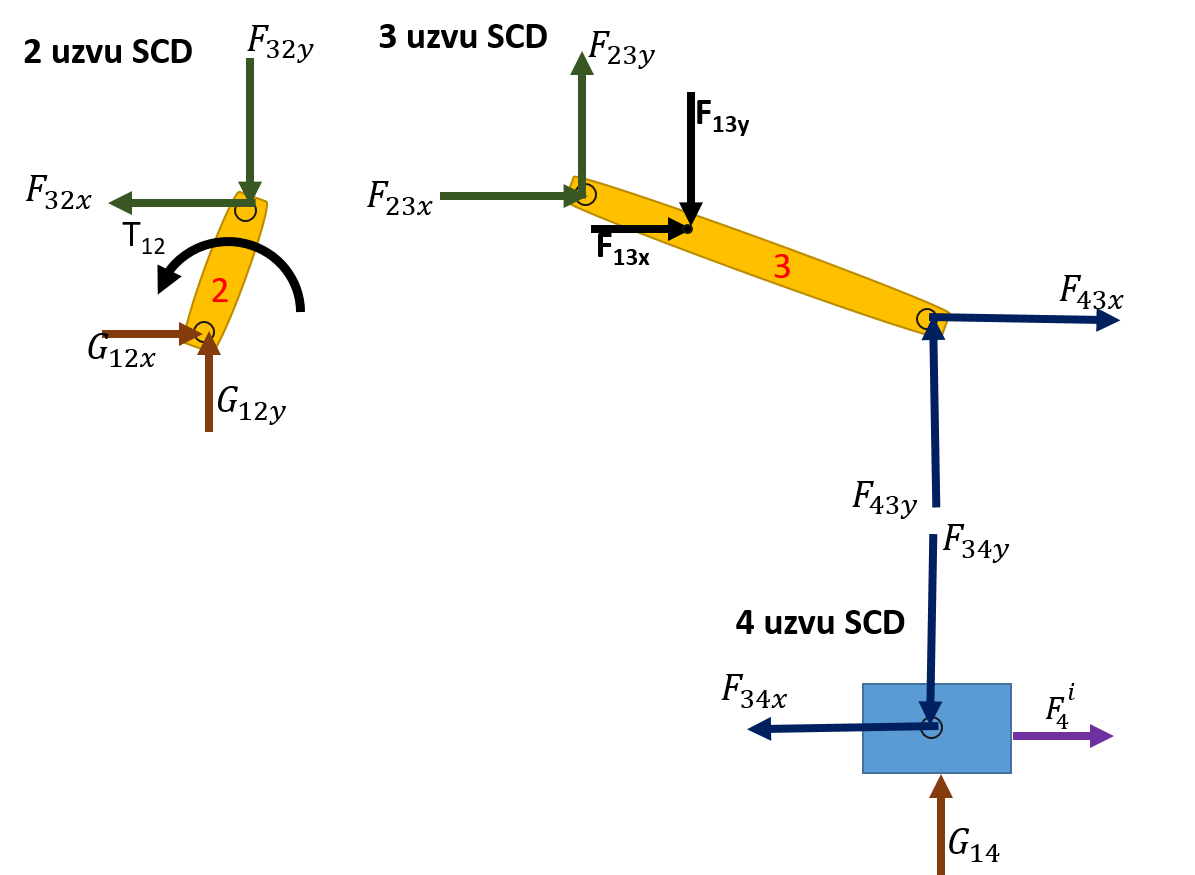 2 uzvu SCD
F32y
F32x
T12
2
G12x
G12y
3 uzvu SCD
F23y
F13y
F23x
F13x
3
F43x
F43y
F34y
4 uzvu SCD
F34x
F4^i
G14